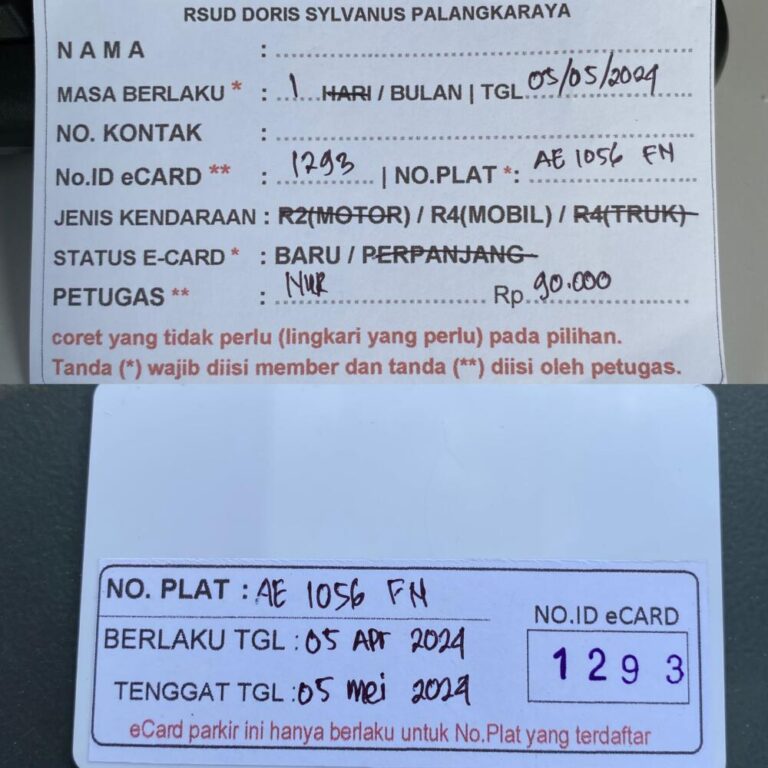 RSUD DORIS SYLVANUS PALANGKARAYA
NAMA :
MASA BERLAKU * : 1 HARI / BULAN | TGL 05/05/2024
NO. KONTAK :
No.ID eCARD ** : 1293 | NO.PLAT *: AE 1056 FN
JENIS KENDARAAN : R2(MOTOR) / R4(MOBIL) / R4(TRUK)
STATUS E-CARD * : BARU / PERPANJANG
PETUGAS ** : NUR Rp. 90.000
coret yang tidak perlu (lingkari yang perlu) pada pilihan.
Tanda (*) wajib diisi member dan tanda (**) diisi oleh petugas.
NO. PLAT : AE 1056 FN
BERLAKU TGL : 05 Apr 2024
TENGGAT TGL : 05 mei 2024
NO.ID eCARD
1293
eCard parkir ini hanya berlaku untuk No.Plat yang terdaftar